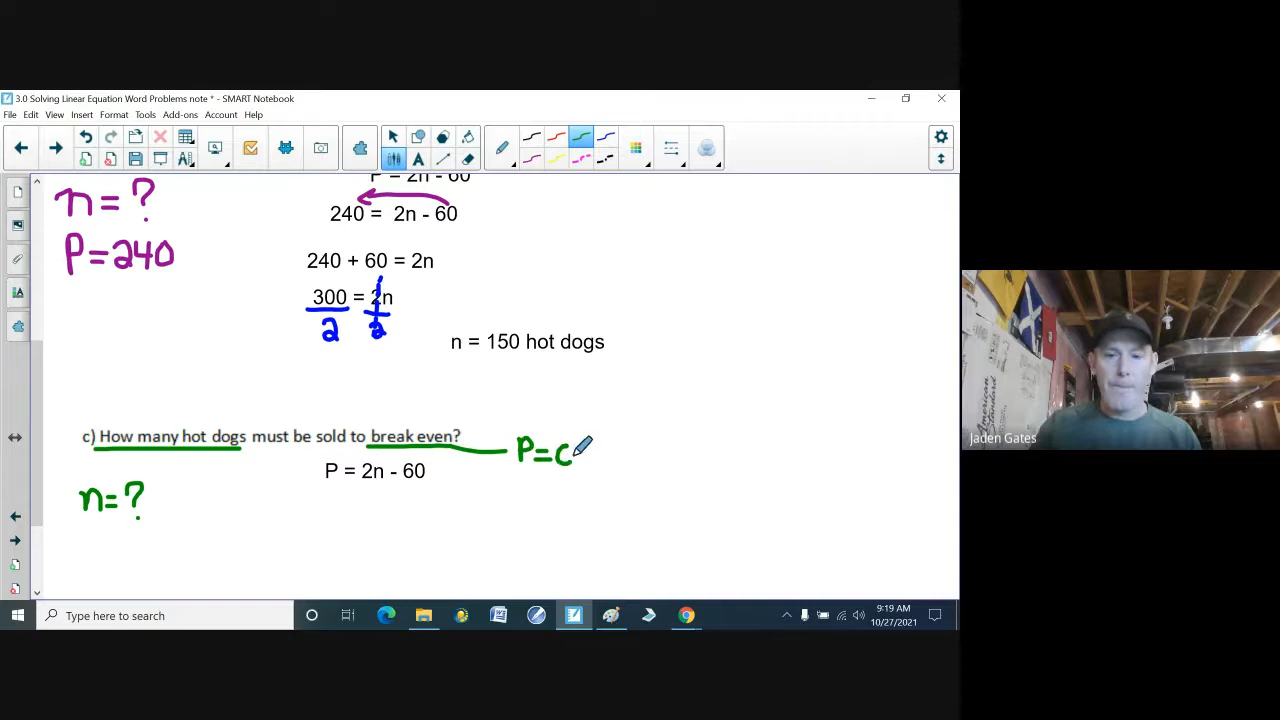 3.0 Solving Linear Equation Word Problems note * - SMART Notebook
File Edit View Insert Format Tools Add-ons Account Help
P = 2n - 60
n = ?
240 = 2n - 60
P = 240
240 + 60 = 2n
300 = 2n
2 2
n = 150 hot dogs
c) How many hot dogs must be sold to break even?
P = C
P = 2n - 60
n = ?
American Standard
Jaden Gates
Type here to search
9:19 AM
10/27/2021